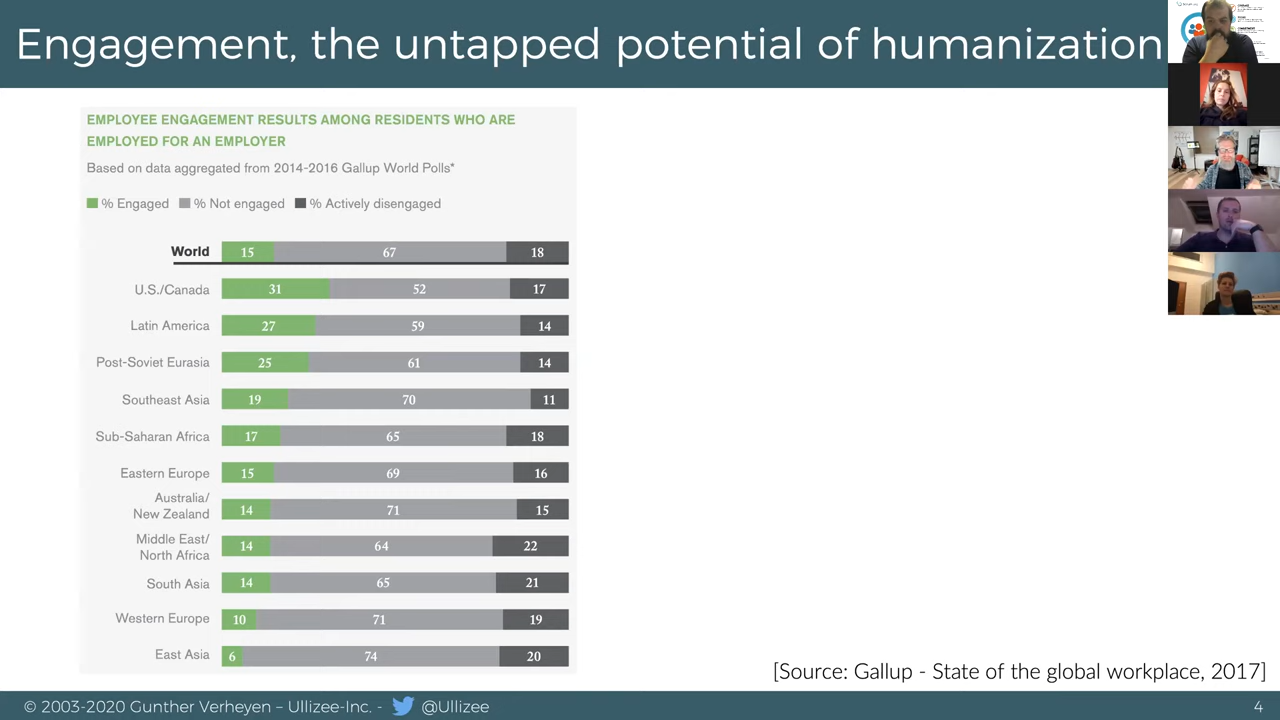 Engagement, the untapped potential of humanization
EMPLOYEE ENGAGEMENT RESULTS AMONG RESIDENTS WHO ARE
EMPLOYED FOR AN EMPLOYER
Based on data aggregated from 2014-2016 Gallup World Polls*
% Engaged % Not engaged % Actively disengaged
World 15 67 18
U.S./Canada 31 52 17
Latin America 27 59 14
Post-Soviet Eurasia 25 61 14
Southeast Asia 19 70 11
Sub-Saharan Africa 17 65 18
Eastern Europe 15 69 16
Australia/
New Zealand 14 71 15
Middle East/
North Africa 14 64 22
South Asia 14 65 21
Western Europe 10 71 19
East Asia 6 74 20
[Source: Gallup - State of the global workplace, 2017]
© 2003-2020 Gunther Verheyen – Ullizee-Inc. - @Ullizee
4